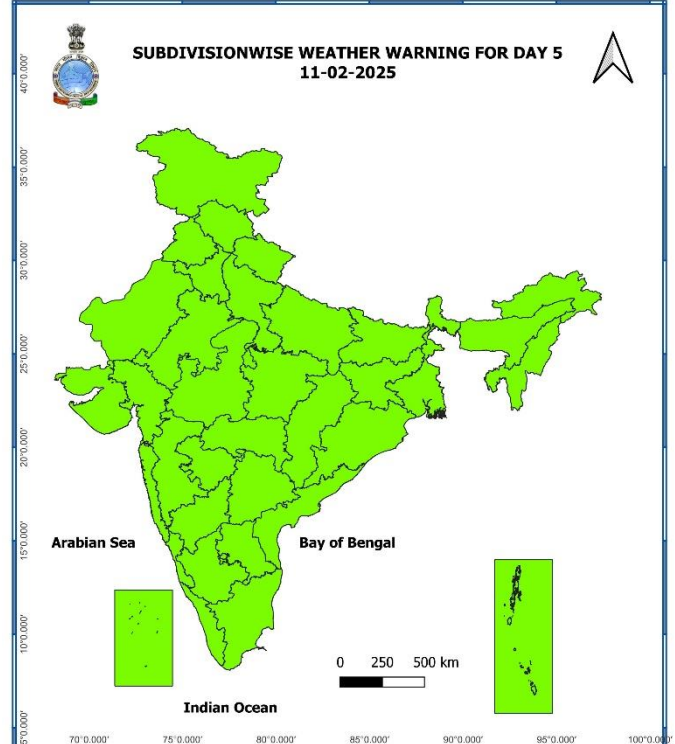 SUBDIVISIONWISE WEATHER WARNING FOR DAY 5
11-02-2025
40°0.000'
35°0.000'
30°0.000'
25°0.000'
20°0.000'
15°0.000'
10°0.000'
5°0.000'
Arabian Sea
Bay of Bengal
0 250 500 km
Indian Ocean
70°0.000' 75°0.000' 80°0.000' 85°0.000' 90°0.000' 95°0.000' 100°0.000'